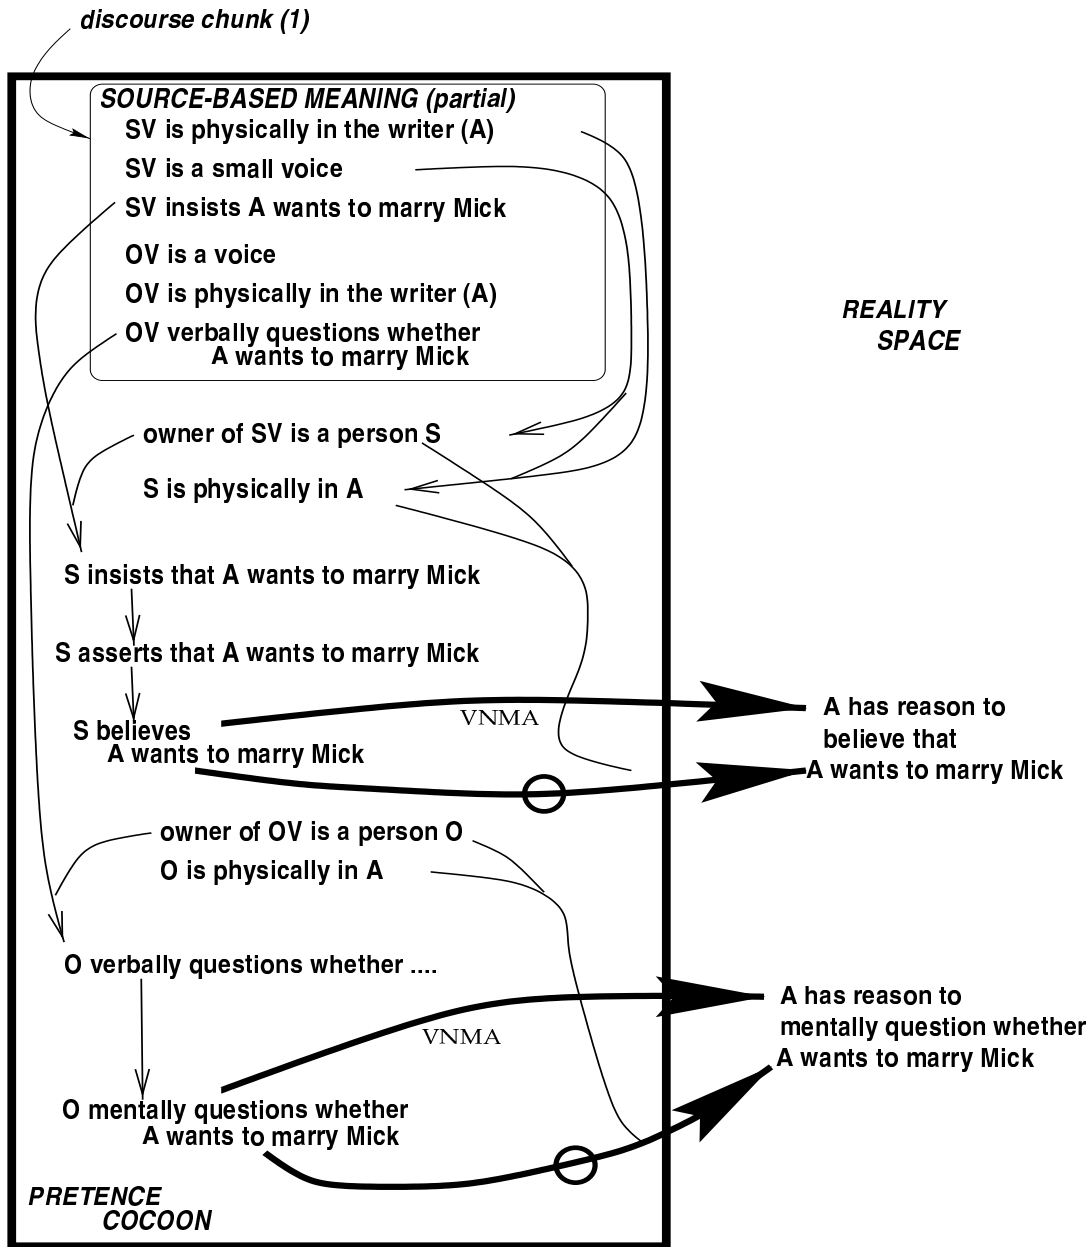 discourse chunk (1)
SOURCE-BASED MEANING (partial)
SV is physically in the writer (A)
SV is a small voice
SV insists A wants to marry Mick
OV is a voice
OV is physically in the writer (A)
OV verbally questions whether
A wants to marry Mick
REALITY
SPACE
owner of SV is a person S
S is physically in A
S insists that A wants to marry Mick
S asserts that A wants to marry Mick
S believes
A wants to marry Mick
VNMA
A has reason to
believe that
A wants to marry Mick
owner of OV is a person O
O is physically in A
O verbally questions whether ....
VNMA
A has reason to
mentally question whether
A wants to marry Mick
O mentally questions whether
A wants to marry Mick
PRETENCE
COCOON